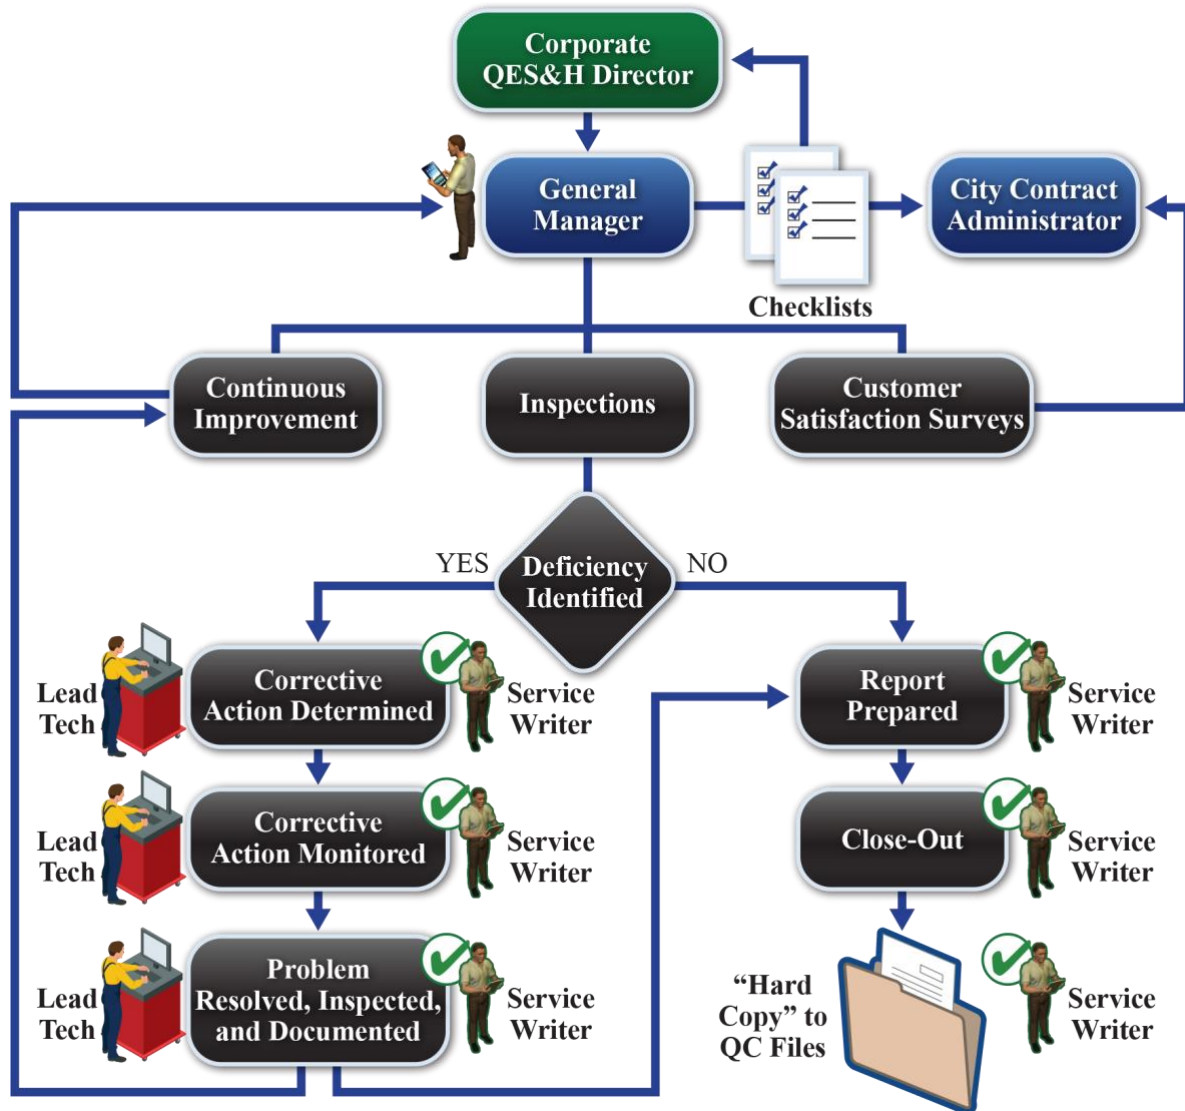 Corporate
QES&H Director
General
Manager
City Contract
Administrator
Checklists
Continuous
Improvement
Inspections
Customer
Satisfaction Surveys
YES
Deficiency
Identified
NO
Lead
Tech
Corrective
Action Determined
Service
Writer
Report
Prepared
Service
Writer
Lead
Tech
Corrective
Action Monitored
Service
Writer
Close-Out
Service
Writer
Lead
Tech
Problem
Resolved, Inspected,
and Documented
Service
Writer
“Hard
Copy” to
QC Files
Service
Writer